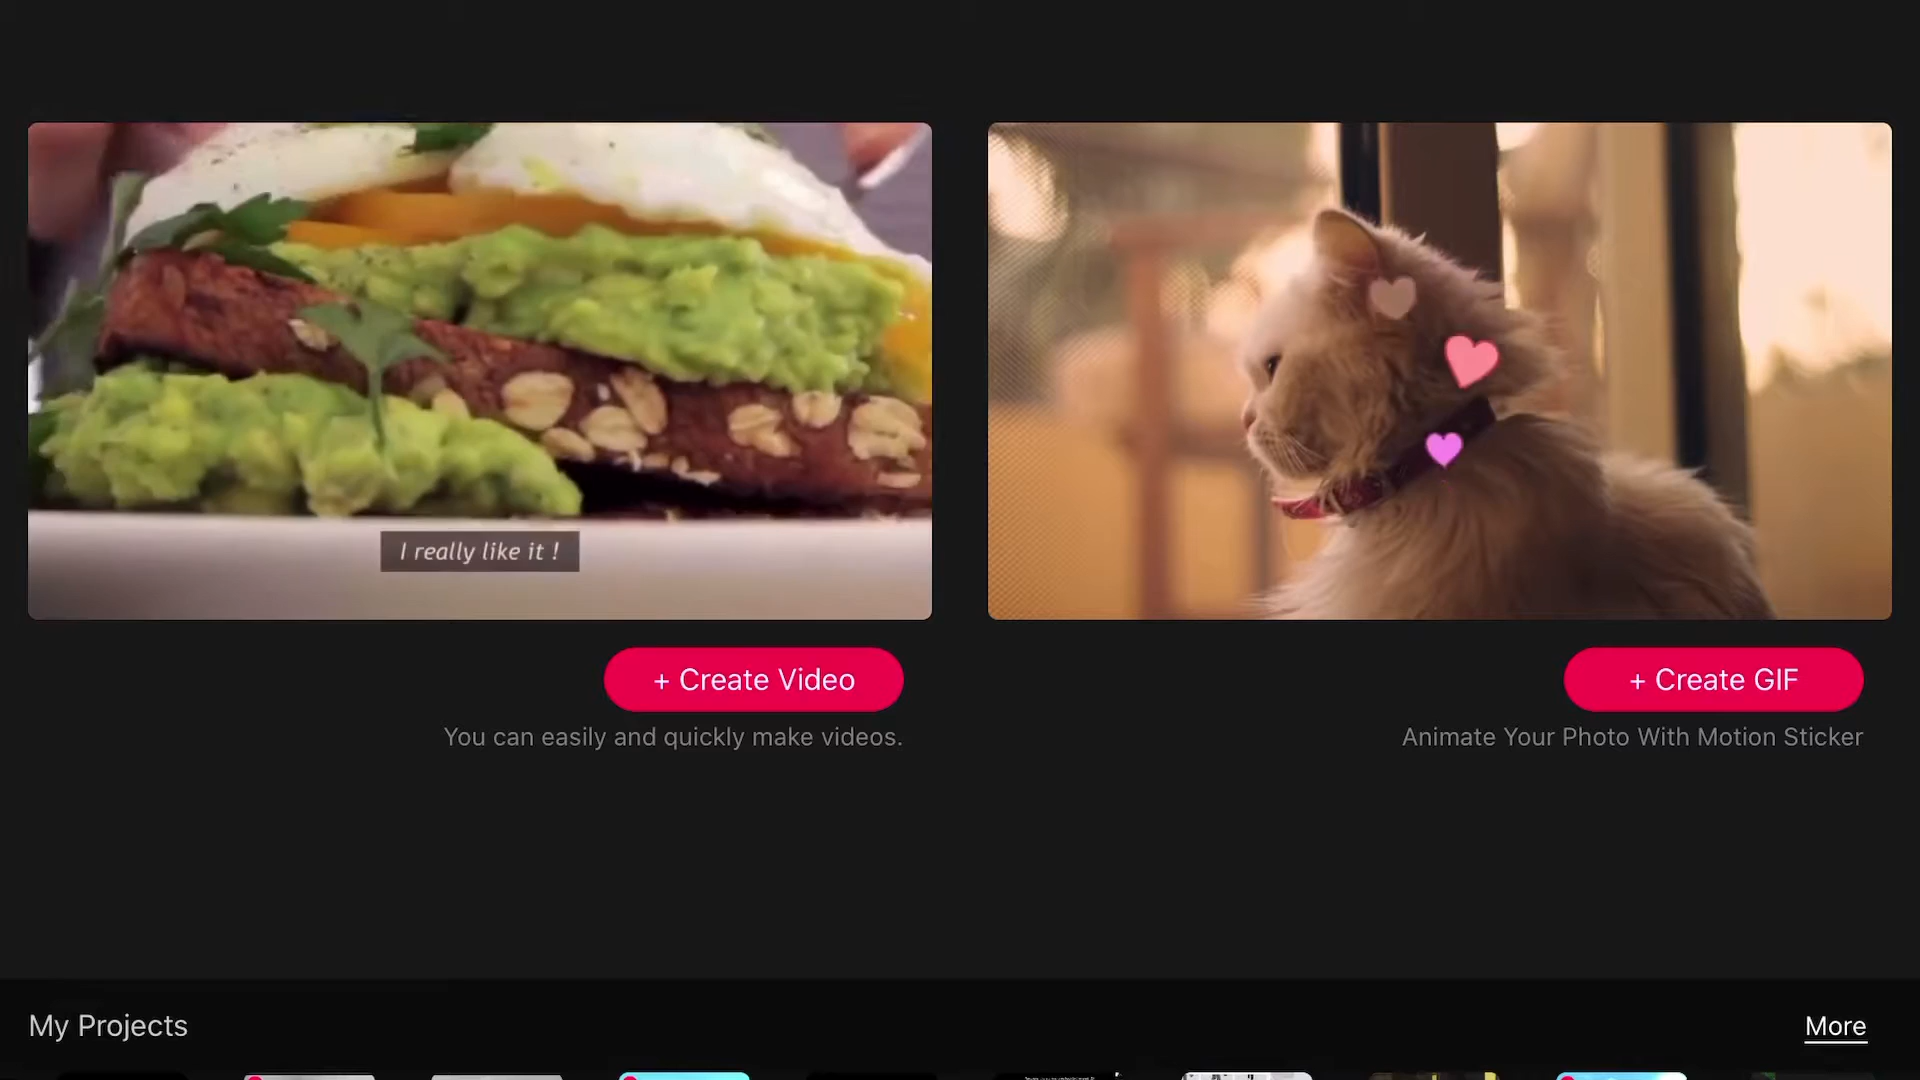 I really like it !
+ Create Video
You can easily and quickly make videos.
+ Create GIF
Animate Your Photo With Motion Sticker
My Projects
More